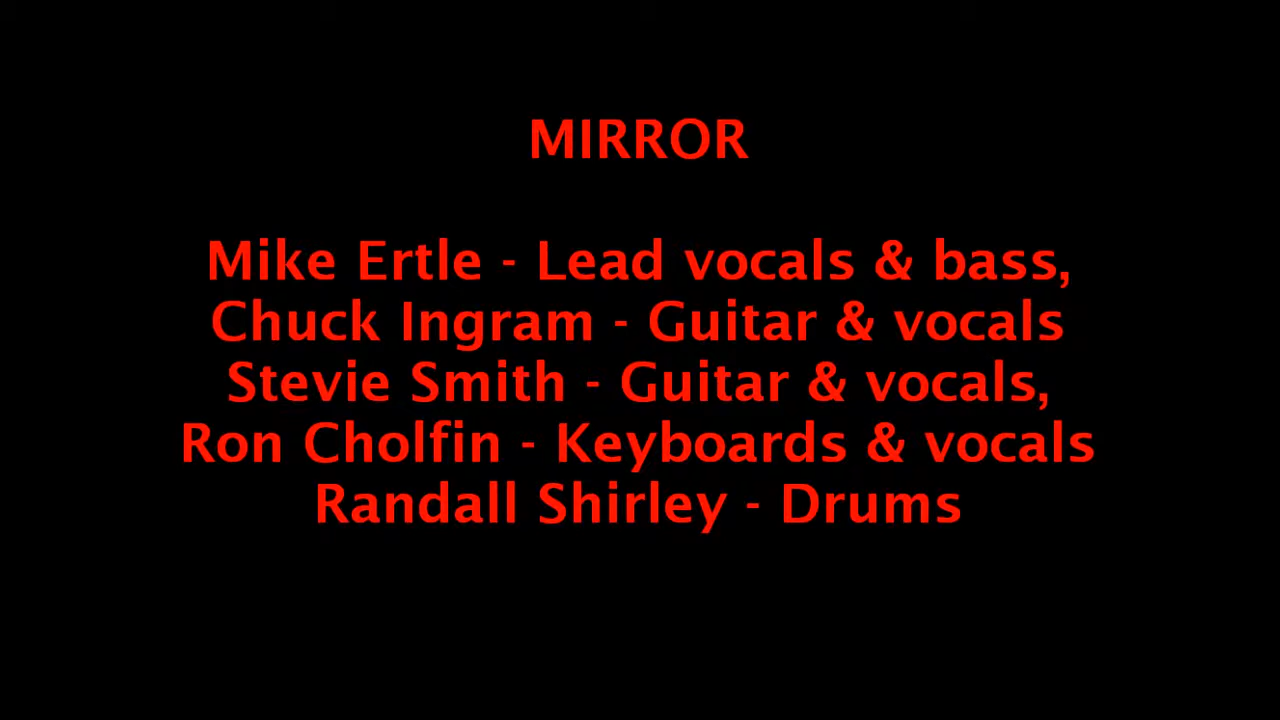 MIRROR
Mike Ertle - Lead vocals & bass,
Chuck Ingram - Guitar & vocals
Stevie Smith - Guitar & vocals,
Ron Cholfin - Keyboards & vocals
Randall Shirley - Drums